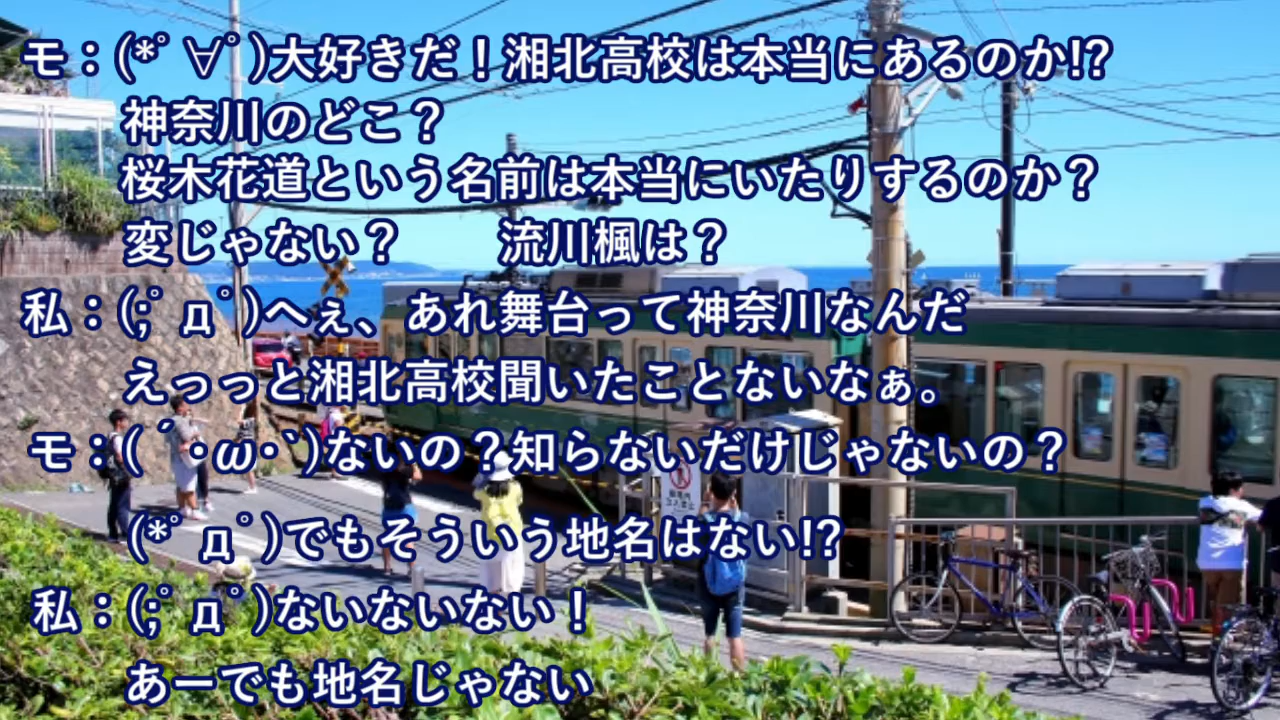 モ：(*ﾟ∀ﾟ)大好きだ！湘北高校は本当にあるのか!?
神奈川のどこ？
桜木花道という名前は本当にいたりするのか？
変じゃない？　　流川楓は？
私：(;ﾟдﾟ)へぇ、あれ舞台って神奈川なんだ
えっっと湘北高校聞いたことないなぁ。
モ：(´･ω･`)ないの？知らないだけじゃないの？
(*ﾟдﾟ)でもそういう地名はない!?
私：(;ﾟдﾟ)ないないない！
あーでも地名じゃない